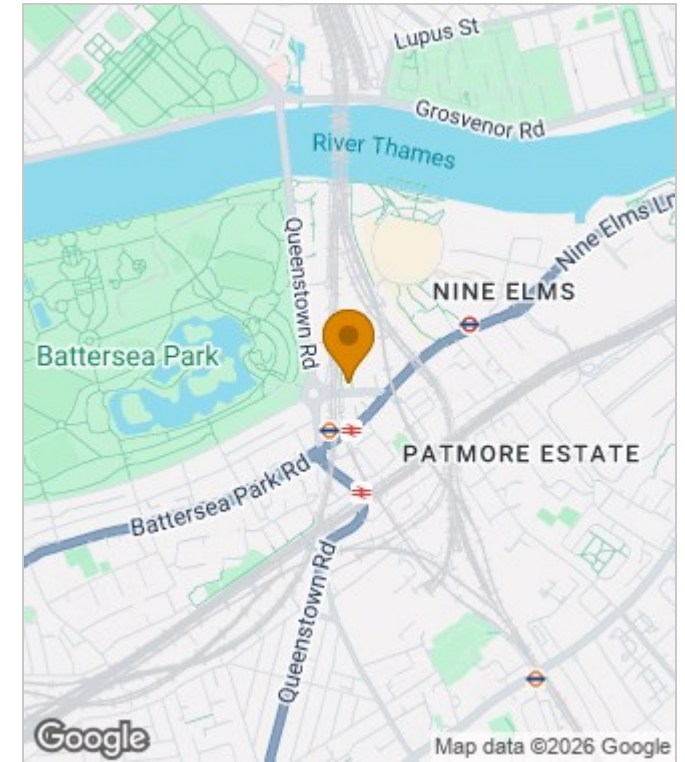 Lupus St
Grosvenor Rd
River Thames
Nine Elms Ln
Queenstown Rd
NINE ELMS
Battersea Park
PATMORE ESTATE
Battersea Park Rd
Queenstown Rd
Google
Map data ©2026 Google